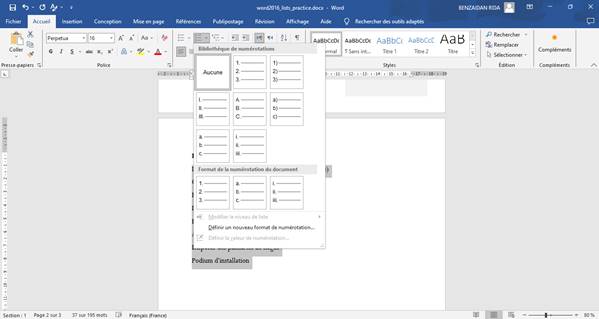 word2016_lists_practice.docx - Word
BENZAIDAN RIDA
Fichier Accueil Insertion Conception Mise en page Références Publipostage Révision Affichage Aide Rechercher des outils adaptés
Perpetua 16
Rechercher
Remplacer
Sélectionner
Compléments
AaBbCcDc AaBbCcDc AaBbCc AaBbCcC AaB
Normal ¶ Sans int... Titre 1 Titre 2 Titre
Presse-papiers Police Styles Édition Compléments
Bibliothèque de numérotations
Aucune
1. 2. 3.
1) 2) 3)
I. II. III.
A. B. C.
a) b) c)
a. b. c.
i. ii. iii.
Format de la numérotation du document
1. 2. 3.
a. b. c.
i. ii. iii.
Modifier le niveau de liste
Définir un nouveau format de numérotation...
Définir la valeur de numérotation...
Podium d'installation
Section : 1 Page 2 sur 3 37 sur 195 mots Français (France) 80 %